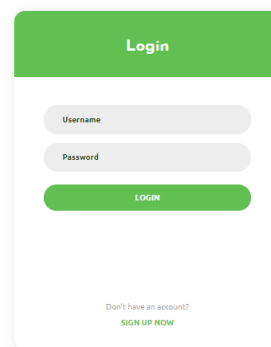 Login
Username
Password
LOGIN
Don't have an account?
SIGN UP NOW